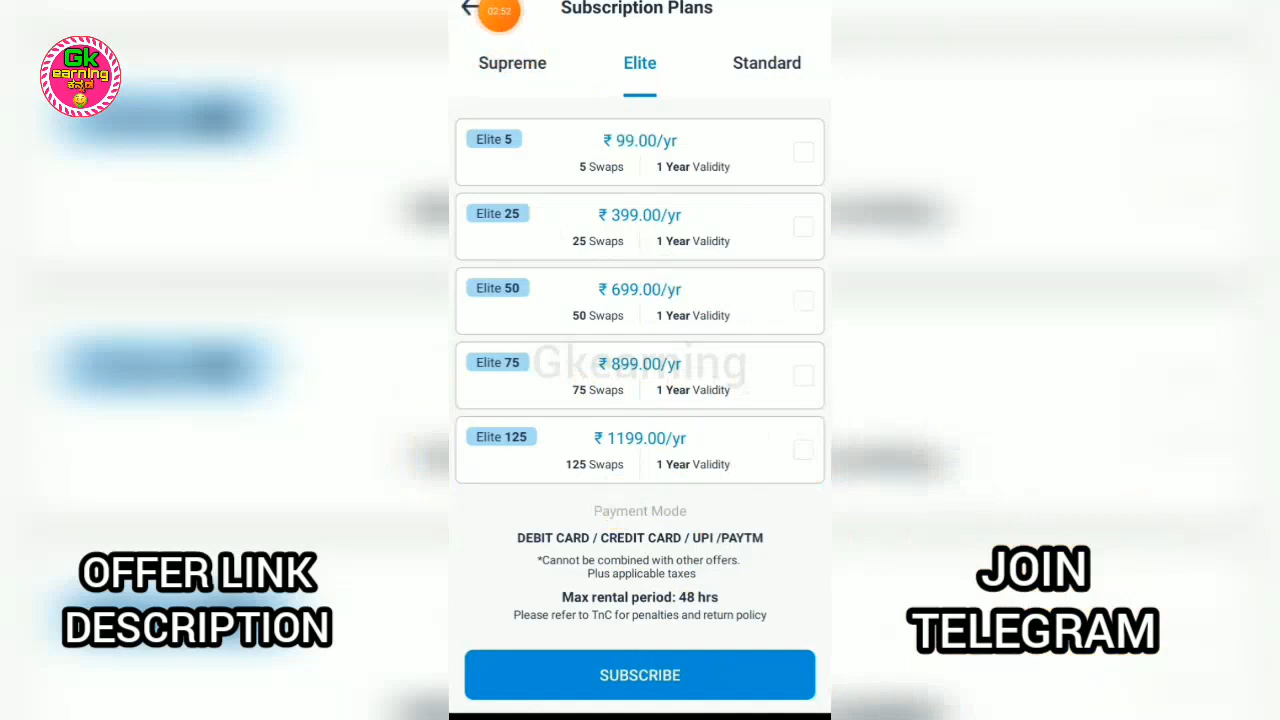 Gk
earning
ಕನ್ನಡ
02:52
Subscription Plans
Supreme
Elite
Standard
Elite 5
₹ 99.00/yr
5 Swaps
1 Year Validity
Elite 25
₹ 399.00/yr
25 Swaps
1 Year Validity
Elite 50
₹ 699.00/yr
50 Swaps
1 Year Validity
Gkearning
Elite 75
₹ 899.00/yr
75 Swaps
1 Year Validity
Elite 125
₹ 1199.00/yr
125 Swaps
1 Year Validity
Payment Mode
DEBIT CARD / CREDIT CARD / UPI /PAYTM
*Cannot be combined with other offers.
Plus applicable taxes
Max rental period: 48 hrs
Please refer to TnC for penalties and return policy
SUBSCRIBE
OFFER LINK
DESCRIPTION
JOIN
TELEGRAM